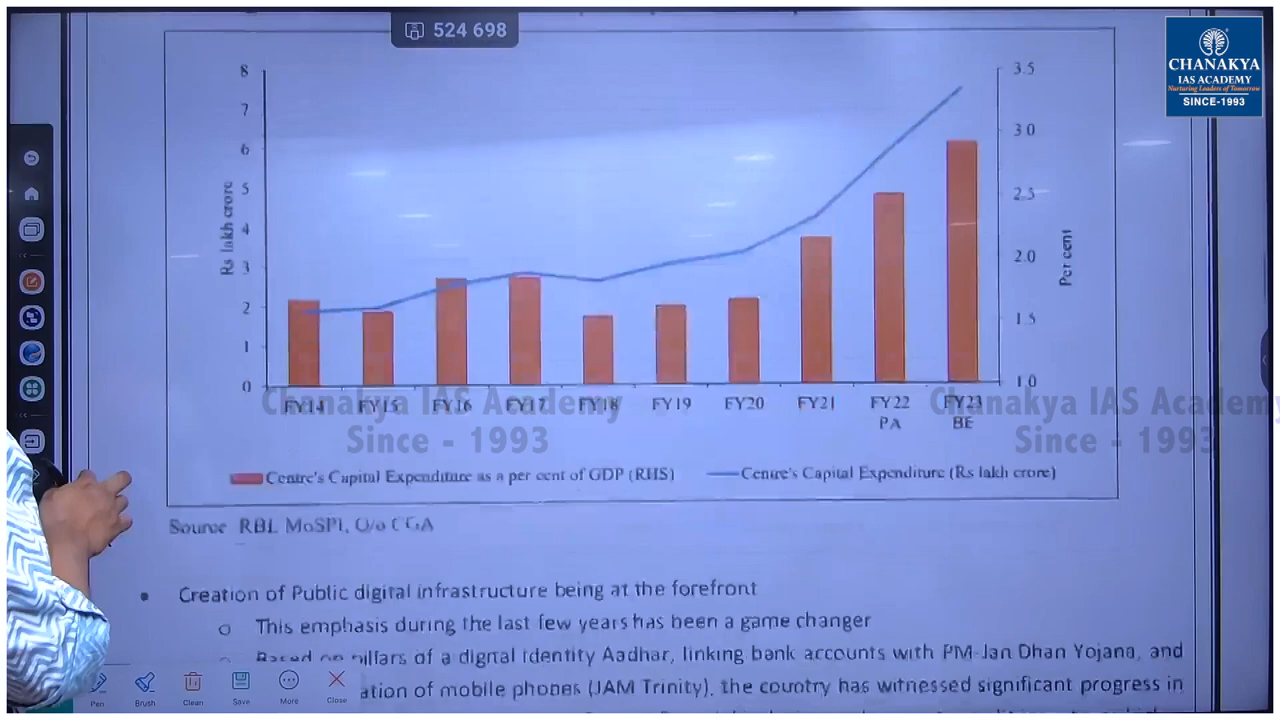 524 698
CHANAKYA
IAS ACADEMY
Nurturing Leaders of Tomorrow
SINCE-1993
8
7
6
5
4
3
2
1
0
Rs lakh crore
3.5
3.0
2.5
2.0
1.5
1.0
Per cent
FY14 FY15 FY16 FY17 FY18 FY19 FY20 FY21 FY22 FY23
PA BE
Chanakya IAS Academy
Since - 1993
Chanakya IAS Academy
Since - 1993
Centre's Capital Expenditure as a per cent of GDP (RHS) Centre's Capital Expenditure (Rs lakh crore)
Source RBI, MoSPI, O/o CGA
• Creation of Public digital infrastructure being at the forefront
o This emphasis during the last few years has been a game changer
Based on pillars of a digital identity Aadhar, linking bank accounts with PM-Jan Dhan Yojana, and
ation of mobile phones (JAM Trinity), the country has witnessed significant progress in
Pen Brush Clean Save More Close